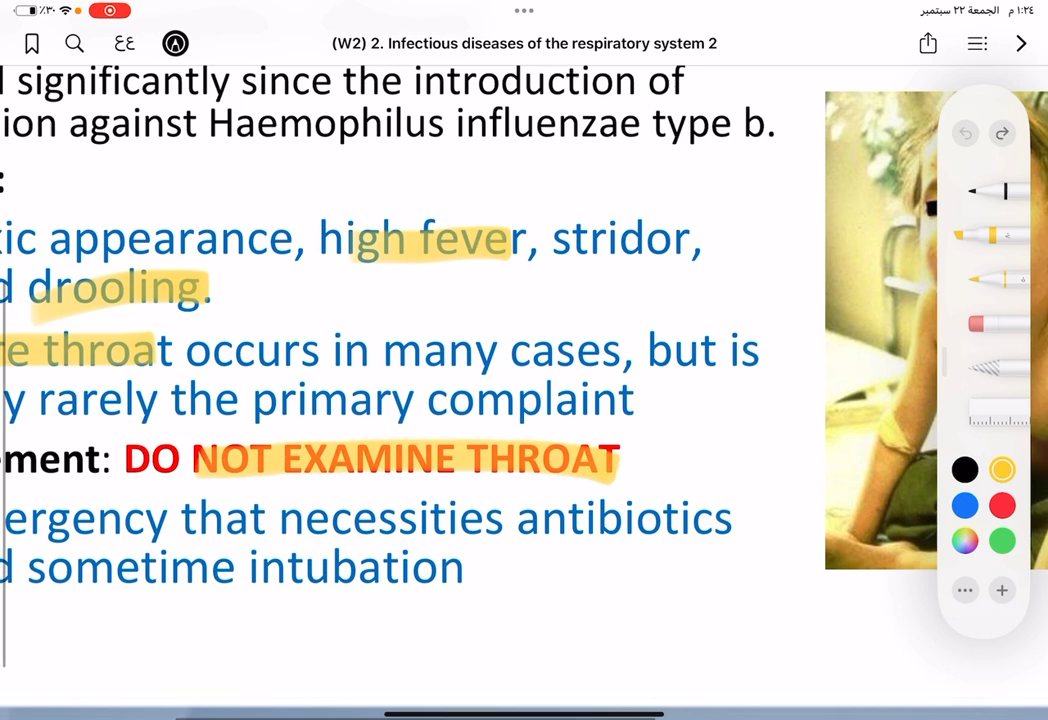 ٪٣٠
١:٢٤ م الجمعة ٢٢ سبتمبر
(W2) 2. Infectious diseases of the respiratory system 2
significantly since the introduction of
ion against Haemophilus influenzae type b.
:
ic appearance, high fever, stridor,
d drooling.
e throat occurs in many cases, but is
y rarely the primary complaint
ment: DO NOT EXAMINE THROAT
ergency that necessities antibiotics
d sometime intubation